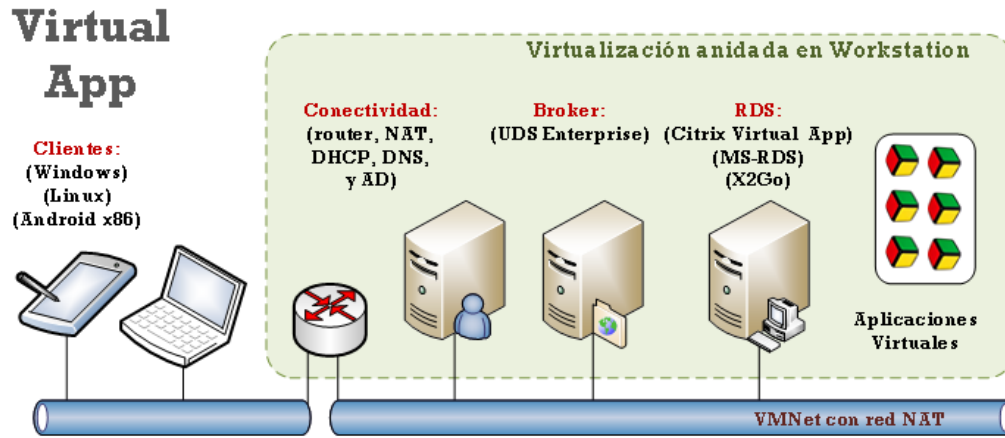 Virtual
App
Virtualización anidada en Workstation
Clientes:
(Windows)
(Linux)
(Android x86)
Conectividad:
(router, NAT,
DHCP, DNS,
y AD)
Broker:
(UDS Enterprise)
RDS:
(Citrix Virtual App)
(MS-RDS)
(X2Go)
Aplicaciones
Virtuales
VMNet con red NAT